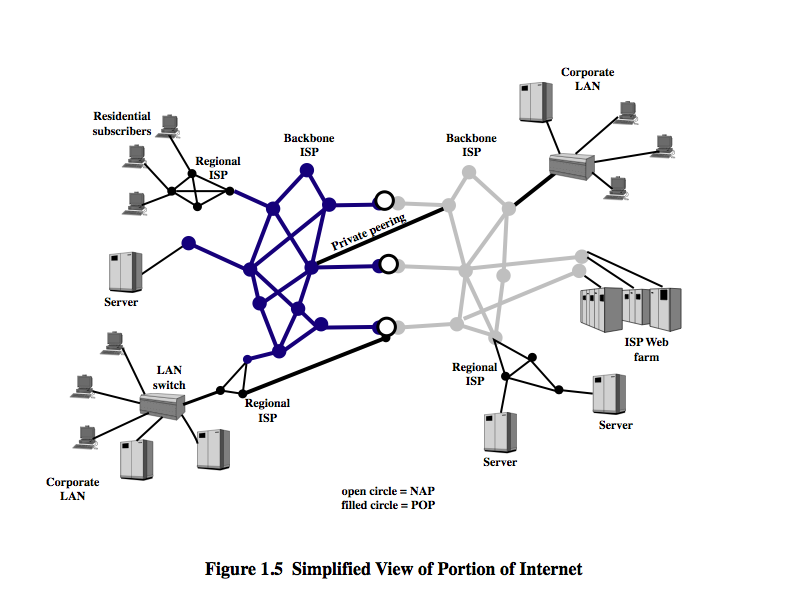 Corporate
LAN
Residential
subscribers
Backbone
ISP
Backbone
ISP
Regional
ISP
Private peering
Server
ISP Web
farm
LAN
switch
Regional
ISP
Regional
ISP
Server
Server
Corporate
LAN
open circle = NAP
filled circle = POP
Figure 1.5 Simplified View of Portion of Internet